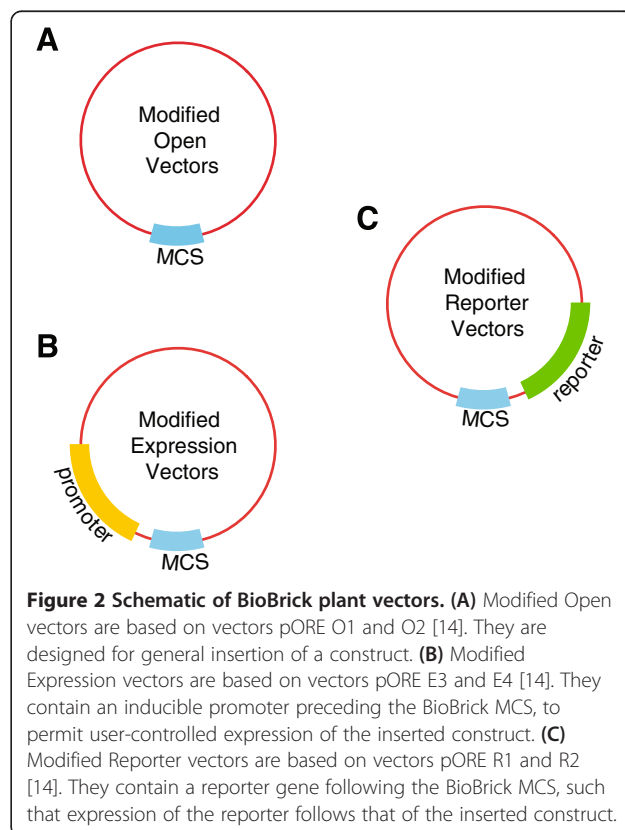 A
Modified
Open
Vectors
MCS
C
Modified
Reporter
Vectors
reporter
MCS
B
Modified
Expression
Vectors
promoter
MCS
Figure 2 Schematic of BioBrick plant vectors. (A) Modified Open
vectors are based on vectors pORE O1 and O2 [14]. They are
designed for general insertion of a construct. (B) Modified
Expression vectors are based on vectors pORE E3 and E4 [14]. They
contain an inducible promoter preceding the BioBrick MCS, to
permit user-controlled expression of the inserted construct. (C)
Modified Reporter vectors are based on vectors pORE R1 and R2
[14]. They contain a reporter gene following the BioBrick MCS, such
that expression of the reporter follows that of the inserted construct.